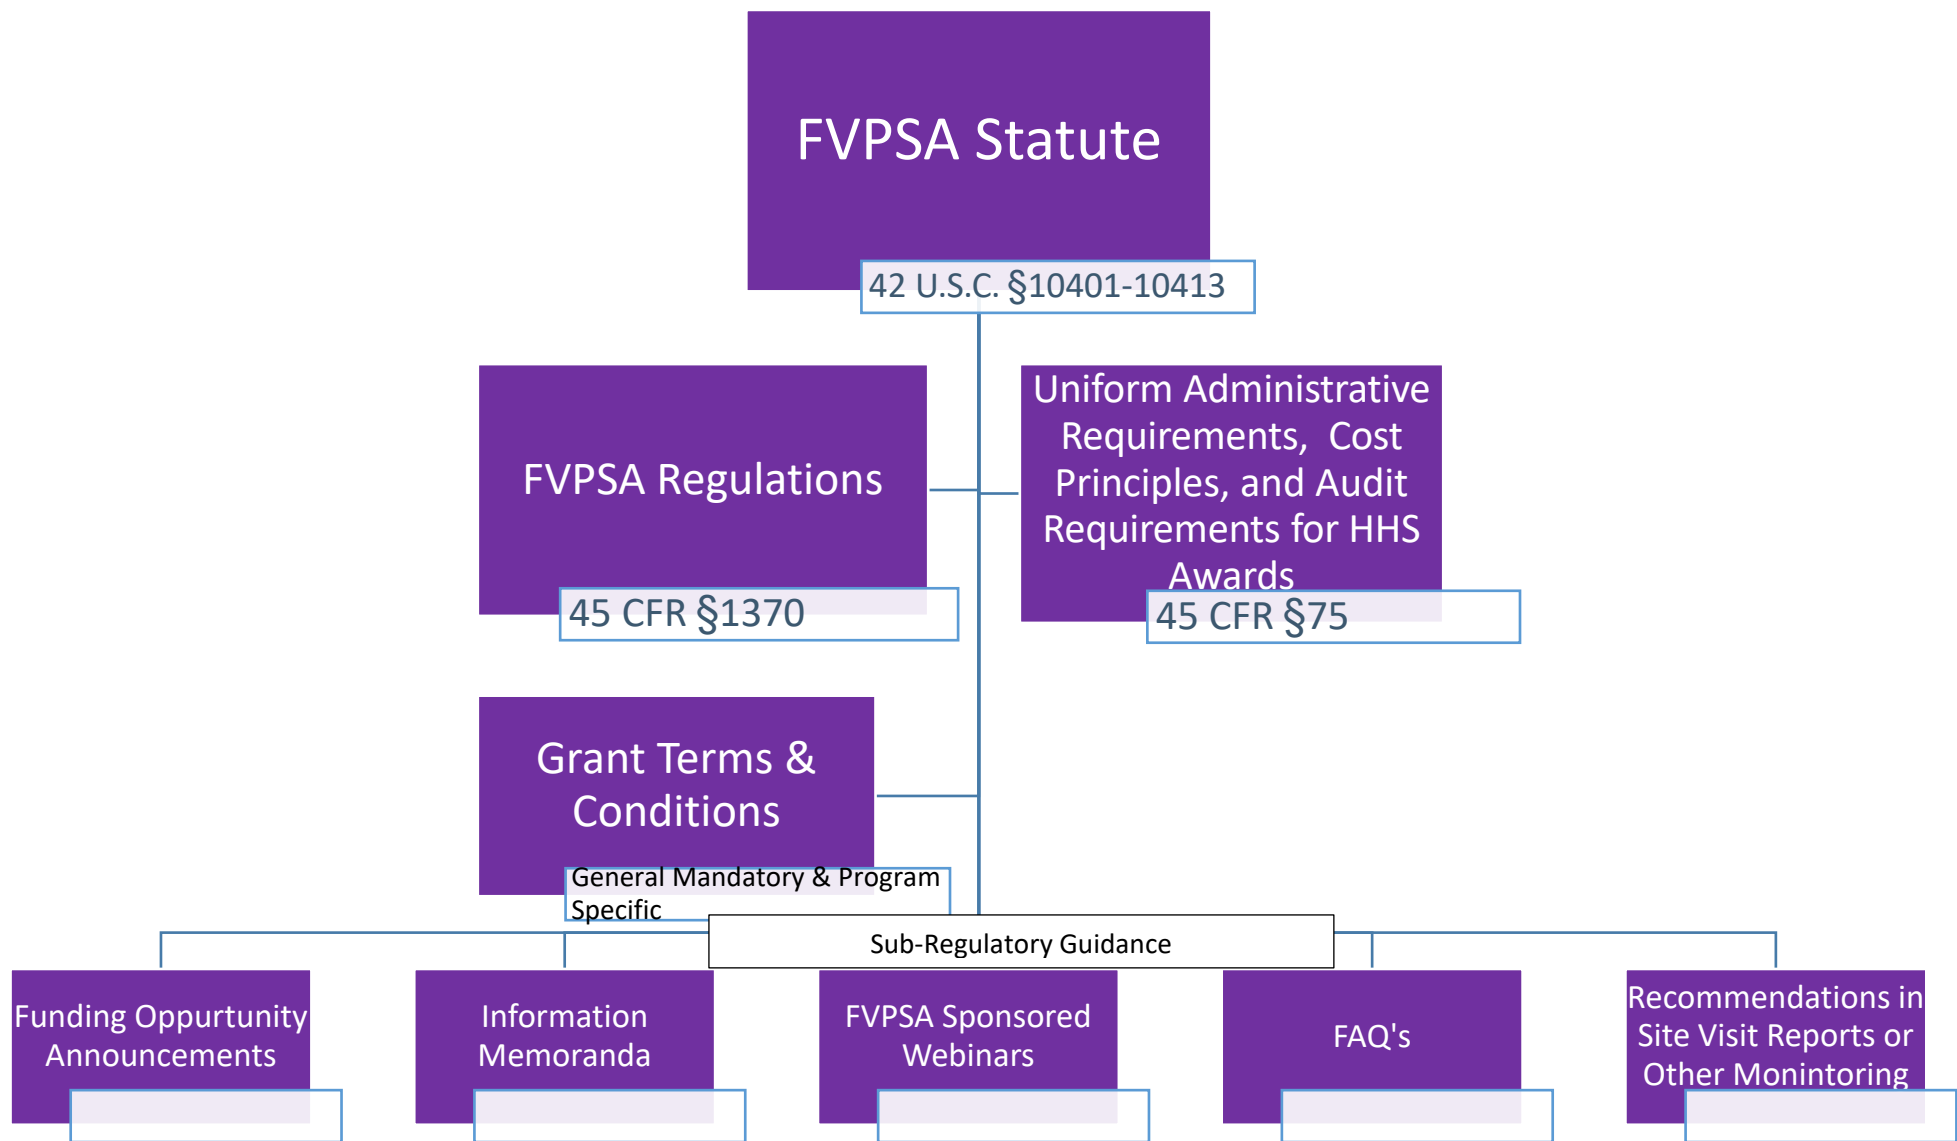 FVPSA Statute
42 U.S.C. §10401-10413
FVPSA Regulations
45 CFR §1370
Uniform Administrative
Requirements, Cost
Principles, and Audit
Requirements for HHS
Awards
45 CFR §75
Grant Terms &
Conditions
General Mandatory & Program
Specific
Sub-Regulatory Guidance
Funding Oppurtunity
Announcements
Information
Memoranda
FVPSA Sponsored
Webinars
FAQ's
Recommendations in
Site Visit Reports or
Other Monintoring